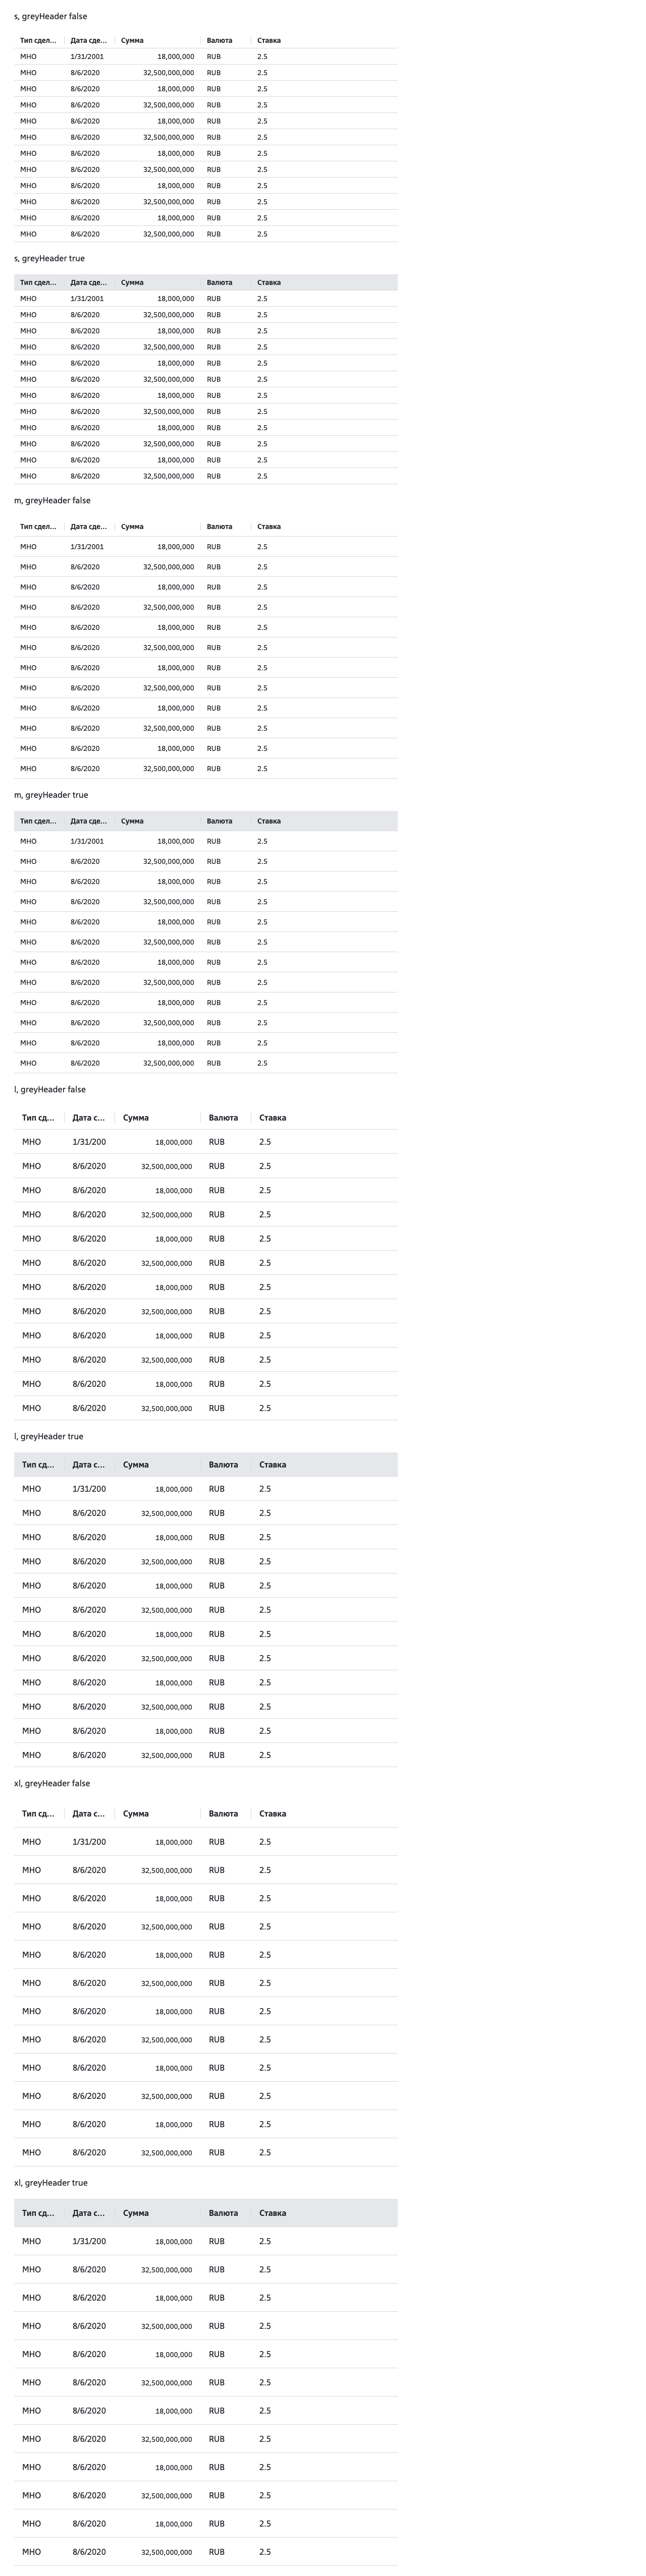 s, greyHeader false
Тип сдел... Дата сде... Сумма Валюта Ставка
МНО 1/31/2001 18,000,000 RUB 2.5
МНО 8/6/2020 32,500,000,000 RUB 2.5
МНО 8/6/2020 18,000,000 RUB 2.5
МНО 8/6/2020 32,500,000,000 RUB 2.5
МНО 8/6/2020 18,000,000 RUB 2.5
МНО 8/6/2020 32,500,000,000 RUB 2.5
МНО 8/6/2020 18,000,000 RUB 2.5
МНО 8/6/2020 32,500,000,000 RUB 2.5
МНО 8/6/2020 18,000,000 RUB 2.5
МНО 8/6/2020 32,500,000,000 RUB 2.5
МНО 8/6/2020 18,000,000 RUB 2.5
МНО 8/6/2020 32,500,000,000 RUB 2.5
s, greyHeader true
Тип сдел... Дата сде... Сумма Валюта Ставка
МНО 1/31/2001 18,000,000 RUB 2.5
МНО 8/6/2020 32,500,000,000 RUB 2.5
МНО 8/6/2020 18,000,000 RUB 2.5
МНО 8/6/2020 32,500,000,000 RUB 2.5
МНО 8/6/2020 18,000,000 RUB 2.5
МНО 8/6/2020 32,500,000,000 RUB 2.5
МНО 8/6/2020 18,000,000 RUB 2.5
МНО 8/6/2020 32,500,000,000 RUB 2.5
МНО 8/6/2020 18,000,000 RUB 2.5
МНО 8/6/2020 32,500,000,000 RUB 2.5
МНО 8/6/2020 18,000,000 RUB 2.5
МНО 8/6/2020 32,500,000,000 RUB 2.5
m, greyHeader false
Тип сдел... Дата сде... Сумма Валюта Ставка
МНО 1/31/2001 18,000,000 RUB 2.5
МНО 8/6/2020 32,500,000,000 RUB 2.5
МНО 8/6/2020 18,000,000 RUB 2.5
МНО 8/6/2020 32,500,000,000 RUB 2.5
МНО 8/6/2020 18,000,000 RUB 2.5
МНО 8/6/2020 32,500,000,000 RUB 2.5
МНО 8/6/2020 18,000,000 RUB 2.5
МНО 8/6/2020 32,500,000,000 RUB 2.5
МНО 8/6/2020 18,000,000 RUB 2.5
МНО 8/6/2020 32,500,000,000 RUB 2.5
МНО 8/6/2020 18,000,000 RUB 2.5
МНО 8/6/2020 32,500,000,000 RUB 2.5
m, greyHeader true
Тип сдел... Дата сде... Сумма Валюта Ставка
МНО 1/31/2001 18,000,000 RUB 2.5
МНО 8/6/2020 32,500,000,000 RUB 2.5
МНО 8/6/2020 18,000,000 RUB 2.5
МНО 8/6/2020 32,500,000,000 RUB 2.5
МНО 8/6/2020 18,000,000 RUB 2.5
МНО 8/6/2020 32,500,000,000 RUB 2.5
МНО 8/6/2020 18,000,000 RUB 2.5
МНО 8/6/2020 32,500,000,000 RUB 2.5
МНО 8/6/2020 18,000,000 RUB 2.5
МНО 8/6/2020 32,500,000,000 RUB 2.5
МНО 8/6/2020 18,000,000 RUB 2.5
МНО 8/6/2020 32,500,000,000 RUB 2.5
l, greyHeader false
Тип сд... Дата с... Сумма Валюта Ставка
МНО 1/31/200 18,000,000 RUB 2.5
МНО 8/6/2020 32,500,000,000 RUB 2.5
МНО 8/6/2020 18,000,000 RUB 2.5
МНО 8/6/2020 32,500,000,000 RUB 2.5
МНО 8/6/2020 18,000,000 RUB 2.5
МНО 8/6/2020 32,500,000,000 RUB 2.5
МНО 8/6/2020 18,000,000 RUB 2.5
МНО 8/6/2020 32,500,000,000 RUB 2.5
МНО 8/6/2020 18,000,000 RUB 2.5
МНО 8/6/2020 32,500,000,000 RUB 2.5
МНО 8/6/2020 18,000,000 RUB 2.5
МНО 8/6/2020 32,500,000,000 RUB 2.5
l, greyHeader true
Тип сд... Дата с... Сумма Валюта Ставка
МНО 1/31/200 18,000,000 RUB 2.5
МНО 8/6/2020 32,500,000,000 RUB 2.5
МНО 8/6/2020 18,000,000 RUB 2.5
МНО 8/6/2020 32,500,000,000 RUB 2.5
МНО 8/6/2020 18,000,000 RUB 2.5
МНО 8/6/2020 32,500,000,000 RUB 2.5
МНО 8/6/2020 18,000,000 RUB 2.5
МНО 8/6/2020 32,500,000,000 RUB 2.5
МНО 8/6/2020 18,000,000 RUB 2.5
МНО 8/6/2020 32,500,000,000 RUB 2.5
МНО 8/6/2020 18,000,000 RUB 2.5
МНО 8/6/2020 32,500,000,000 RUB 2.5
xl, greyHeader false
Тип сд... Дата с... Сумма Валюта Ставка
МНО 1/31/200 18,000,000 RUB 2.5
МНО 8/6/2020 32,500,000,000 RUB 2.5
МНО 8/6/2020 18,000,000 RUB 2.5
МНО 8/6/2020 32,500,000,000 RUB 2.5
МНО 8/6/2020 18,000,000 RUB 2.5
МНО 8/6/2020 32,500,000,000 RUB 2.5
МНО 8/6/2020 18,000,000 RUB 2.5
МНО 8/6/2020 32,500,000,000 RUB 2.5
МНО 8/6/2020 18,000,000 RUB 2.5
МНО 8/6/2020 32,500,000,000 RUB 2.5
МНО 8/6/2020 18,000,000 RUB 2.5
МНО 8/6/2020 32,500,000,000 RUB 2.5
xl, greyHeader true
Тип сд... Дата с... Сумма Валюта Ставка
МНО 1/31/200 18,000,000 RUB 2.5
МНО 8/6/2020 32,500,000,000 RUB 2.5
МНО 8/6/2020 18,000,000 RUB 2.5
МНО 8/6/2020 32,500,000,000 RUB 2.5
МНО 8/6/2020 18,000,000 RUB 2.5
МНО 8/6/2020 32,500,000,000 RUB 2.5
МНО 8/6/2020 18,000,000 RUB 2.5
МНО 8/6/2020 32,500,000,000 RUB 2.5
МНО 8/6/2020 18,000,000 RUB 2.5
МНО 8/6/2020 32,500,000,000 RUB 2.5
МНО 8/6/2020 18,000,000 RUB 2.5
МНО 8/6/2020 32,500,000,000 RUB 2.5